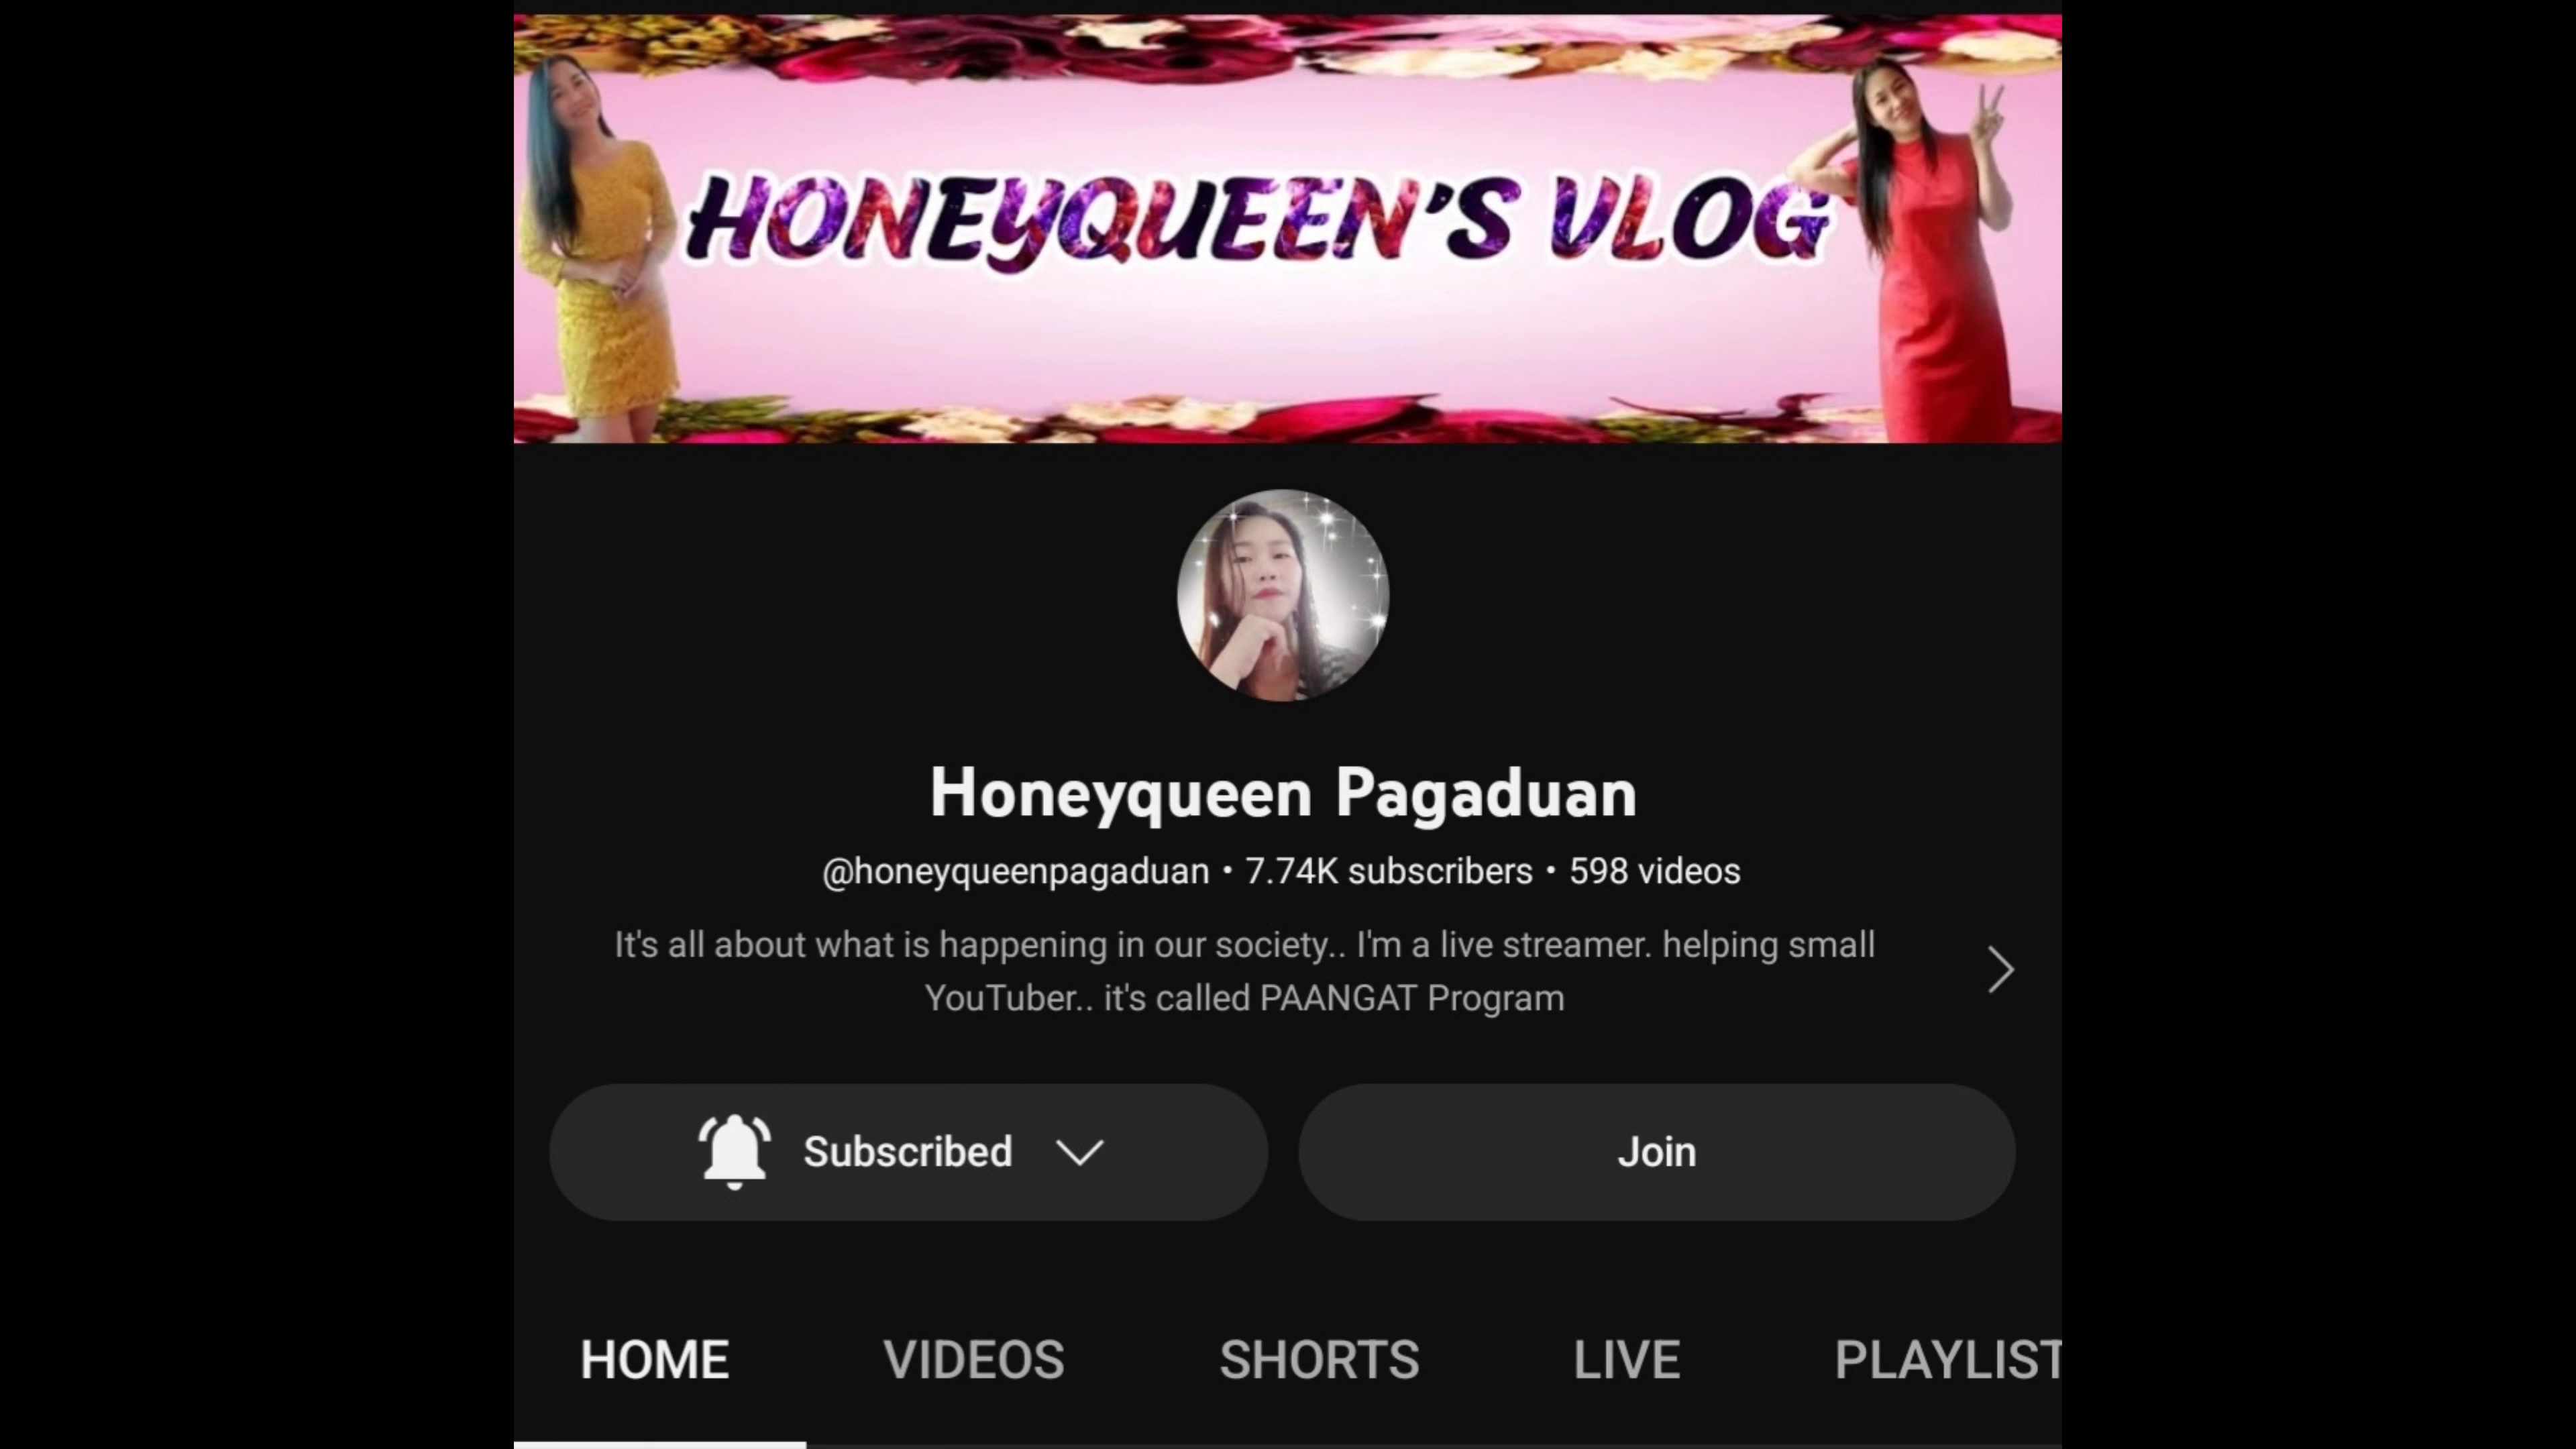 HONEYQUEEN'S VLOG
Honeyqueen Pagaduan
@honeyqueenpagaduan • 7.74K subscribers • 598 videos
It's all about what is happening in our society.. I'm a live streamer. helping small
YouTuber.. it's called PAANGAT Program
Subscribed
Join
HOME VIDEOS SHORTS LIVE PLAYLIST